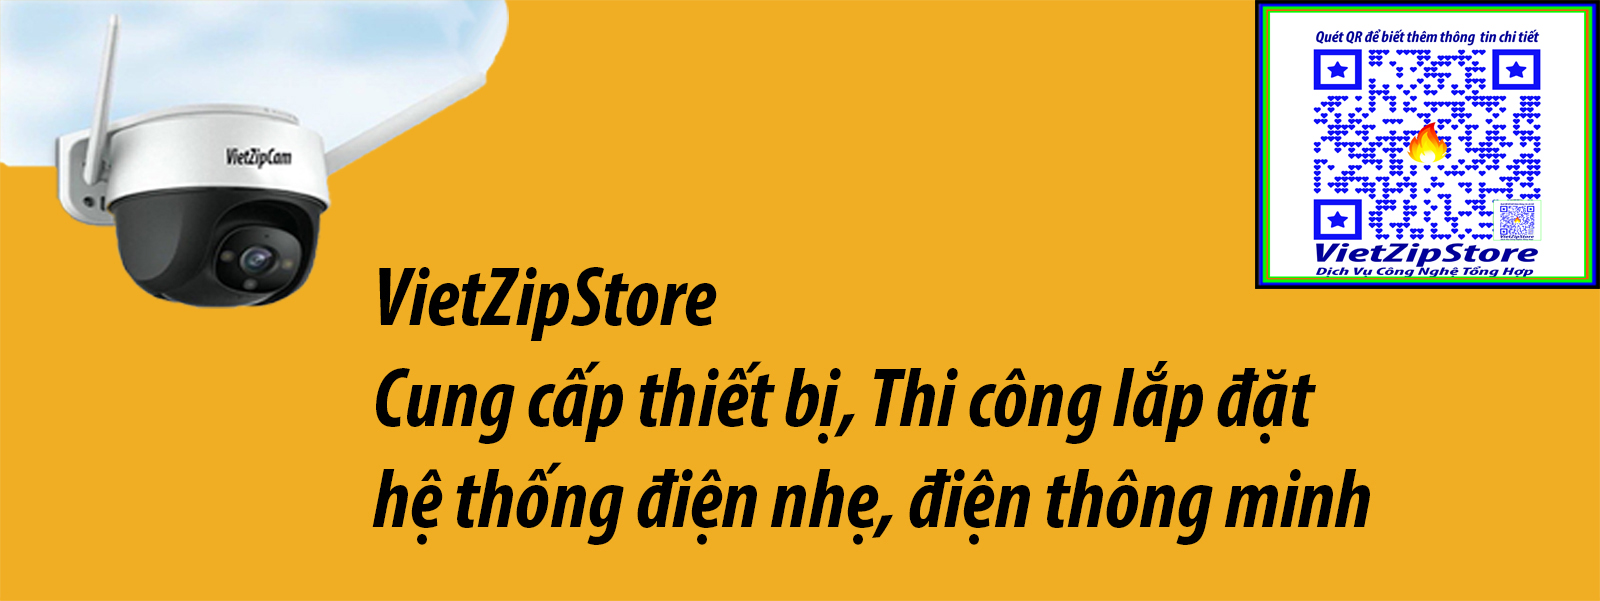 VietZipCam
Quét QR để biết thêm thông tin chi tiết
VietZipStore
Dịch Vụ Công Nghệ Tổng Hợp
VietZipStore
Cung cấp thiết bị, Thi công lắp đặt
hệ thống điện nhẹ, điện thông minh